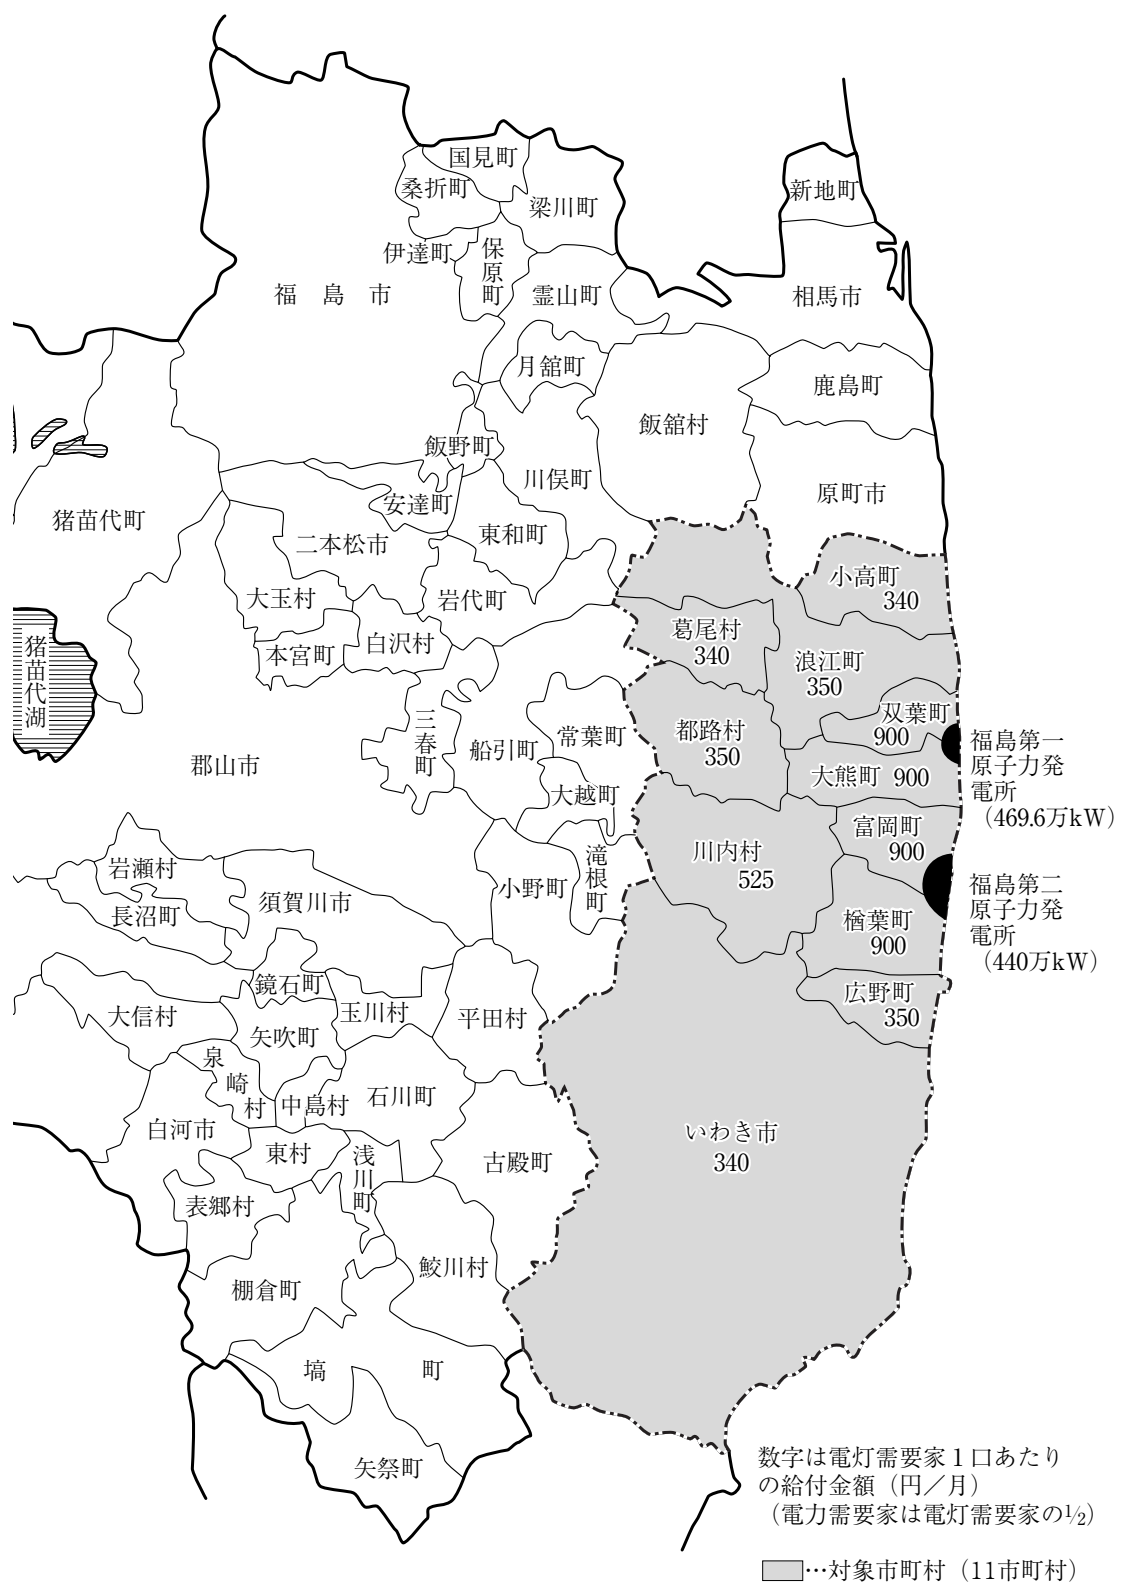 国見町
桑折町
梁川町
新地町
伊達町
保原町
福島市
霊山町
相馬市
月舘町
鹿島町
飯舘村
飯野町
川俣町
原町市
猪苗代町
安達町
二本松市
東和町
小高町
340
大玉村
岩代町
葛尾村
340
猪苗代湖
本宮町
白沢村
浪江町
350
双葉町
900
三春町
船引町
常葉町
都路村
350
福島第一
原子力発
電所
（469.6万kW）
郡山市
大熊町 900
大越町
富岡町
900
岩瀬村
須賀川市
小野町
滝根町
川内村
525
長沼町
福島第二
原子力発
電所
（440万kW）
楢葉町
900
鏡石町
広野町
350
大信村
矢吹町
玉川村
平田村
泉崎村
中島村
石川町
白河市
東村
浅川町
古殿町
いわき市
340
表郷村
棚倉町
鮫川村
塙町
矢祭町
数字は電灯需要家１口あたり
の給付金額（円／月）
（電力需要家は電灯需要家の1/2）
…対象市町村（11市町村）